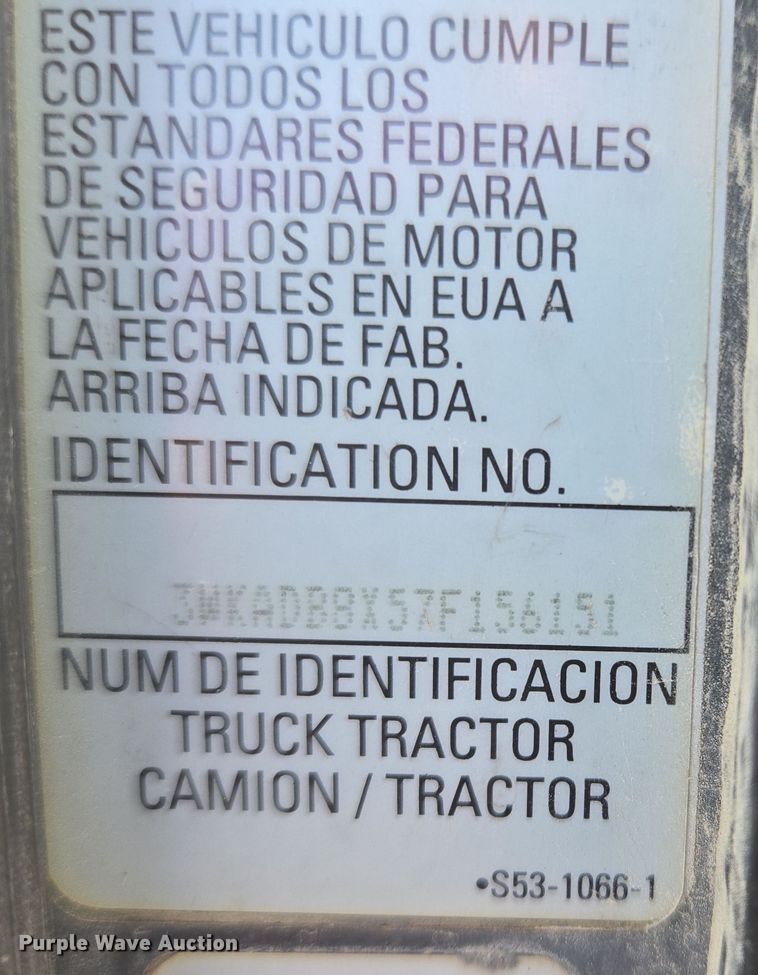 ESTE VEHICULO CUMPLE
CON TODOS LOS
ESTANDARES FEDERALES
DE SEGURIDAD PARA
VEHICULOS DE MOTOR
APLICABLES EN EUA A
LA FECHA DE FAB.
ARRIBA INDICADA.
IDENTIFICATION NO.
3WKADB8X57F156151
NUM DE IDENTIFICACION
TRUCK TRACTOR
CAMION / TRACTOR
•S53-1066-1
Purple Wave Auction